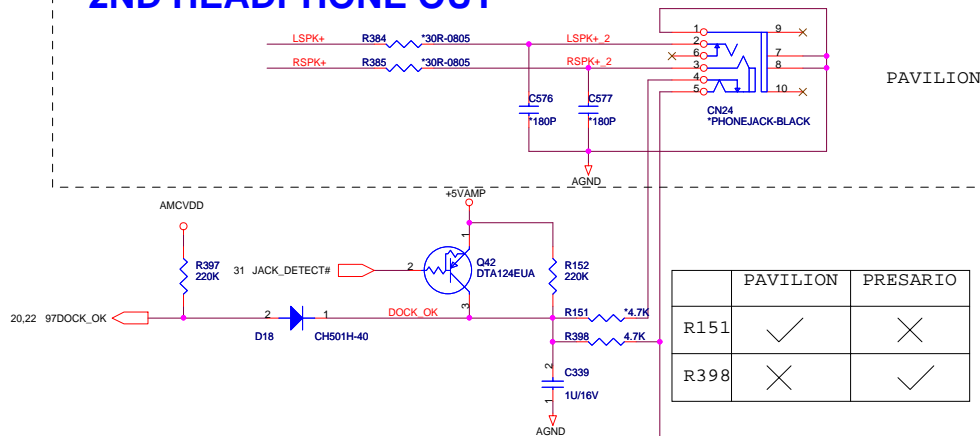 2ND HEADPHONE OUT
LSPK+ R384 *30R-0805 LSPK+_2
RSPK+ R385 *30R-0805 RSPK+_2
1 9
2
6 7
3 8
4
5 10
CN24
*PHONEJACK-BLACK
PAVILION
C576
*180P
C577
*180P
AGND
AMCVDD
+5VAMP
R397
220K
31 JACK_DETECT#
2
1
3
Q42
DTA124EUA
R152
220K
20,22 97DOCK_OK
2 1
D18 CH501H-40
DOCK_OK
R151 *4.7K
R398 4.7K
2
C339
1U/16V
1
AGND
PAVILION PRESARIO
R151 ✓ ✕
R398 ✕ ✓